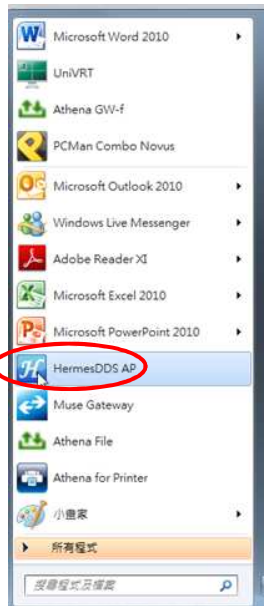 Microsoft Word 2010
UniVRT
Athena GW-f
PCMan Combo Novus
Microsoft Outlook 2010
Windows Live Messenger
Adobe Reader XI
Microsoft Excel 2010
Microsoft PowerPoint 2010
HermesDDS AP
Muse Gateway
Athena File
Athena for Printer
小畫家
所有程式
搜尋程式及檔案